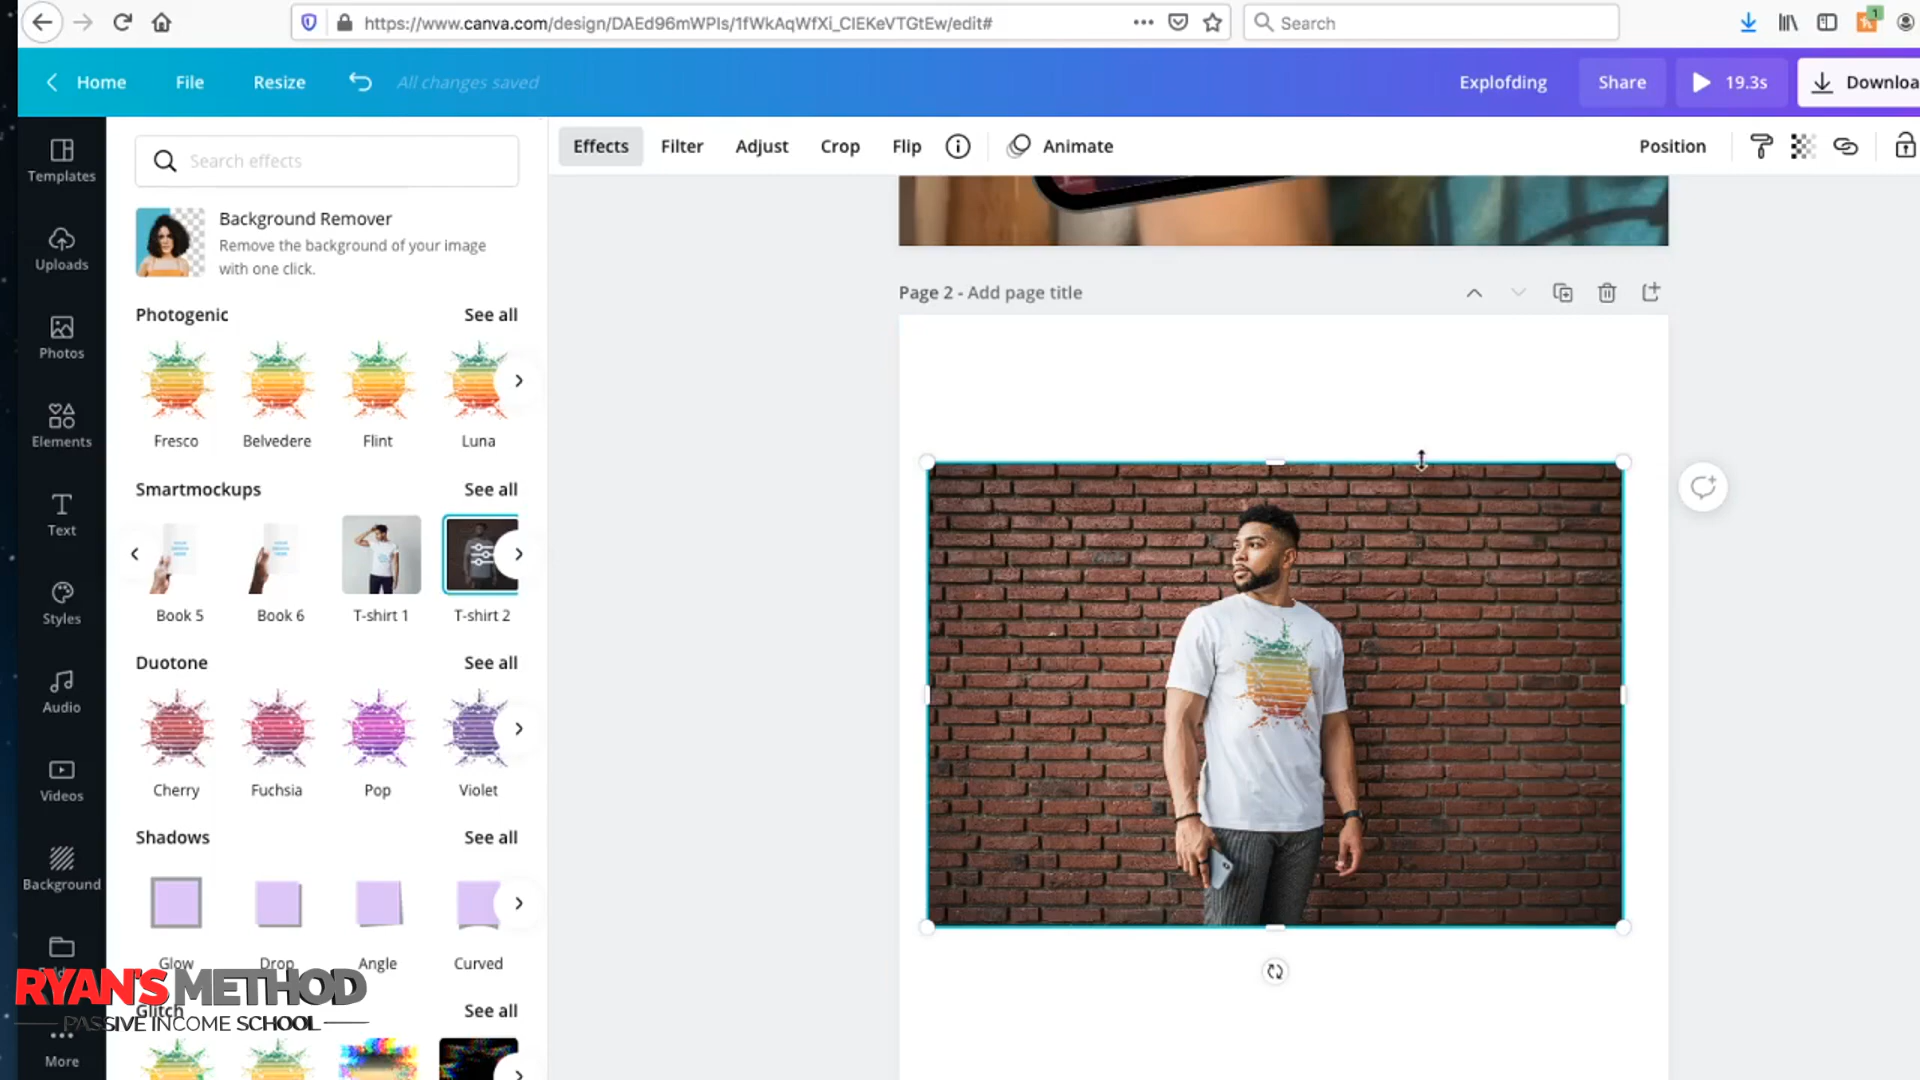 https://www.canva.com/design/DAEd96mWPIs/1fWkAqWfXi_CIEKeVTGtEw/edit#
Search
1
Home
File
Resize
All changes saved
Explofding
Share
19.3s
Downloa
Templates
Uploads
Photos
Elements
Text
Styles
Audio
Videos
Background
More
Search effects
Background Remover
Remove the background of your image
with one click.
Photogenic
See all
Fresco
Belvedere
Flint
Luna
Smartmockups
See all
Book 5
Book 6
T-shirt 1
T-shirt 2
Duotone
See all
Cherry
Fuchsia
Pop
Violet
Shadows
See all
Glow
Drop
Angle
Curved
Glitch
See all
Effects
Filter
Adjust
Crop
Flip
Animate
Position
Page 2 - Add page title
RYAN'S METHOD
PASSIVE INCOME SCHOOL